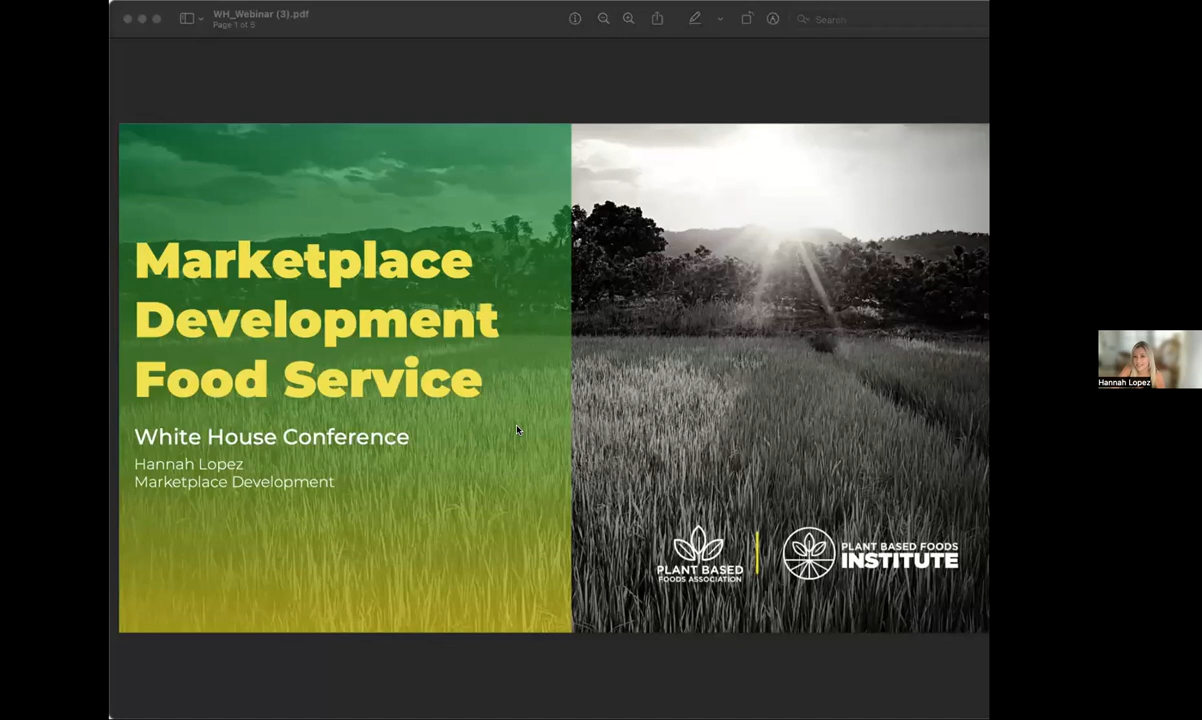 WH_Webinar (3).pdf
Page 1 of 5
Search
Marketplace
Development
Food Service
White House Conference
Hannah Lopez
Marketplace Development
PLANT BASED
FOODS ASSOCIATION
PLANT BASED FOODS
INSTITUTE
Hannah Lopez